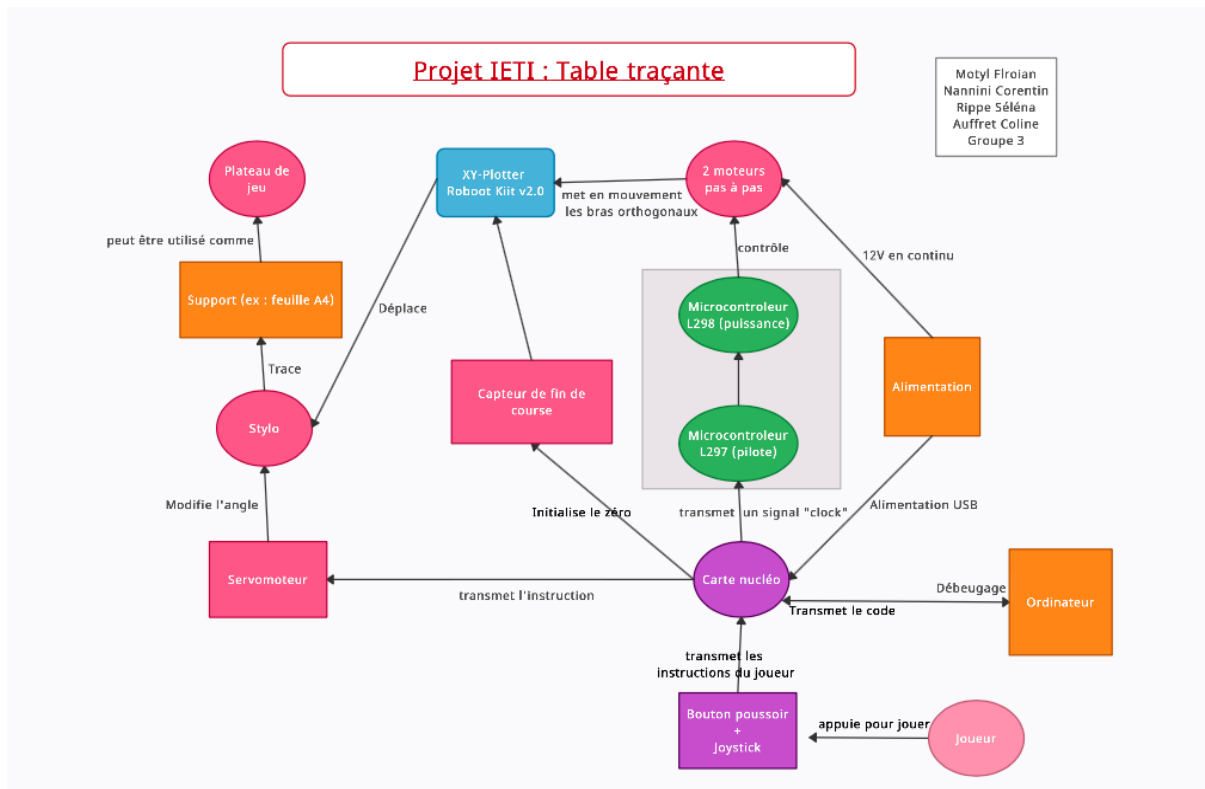 Projet IETI : Table traçante
Motyl Flroian
Nannini Corentin
Rippe Séléna
Auffret Coline
Groupe 3
Plateau de
jeu
XY-Plotter
Roboot Kiit v2.0
2 moteurs
pas à pas
met en mouvement
les bras orthogonaux
peut être utilisé comme
contrôle
12V en continu
Support (ex : feuille A4)
Déplace
Microcontroleur
L298 (puissance)
Trace
Capteur de fin de
course
Alimentation
Stylo
Microcontroleur
L297 (pilote)
Modifie l'angle
Initialise le zéro
transmet un signal "clock"
Alimentation USB
Servomoteur
transmet l'instruction
Carte nucléo
Débeugage
Transmet le code
Ordinateur
transmet les
instructions du joueur
Bouton poussoir
+
Joystick
appuie pour jouer
Joueur